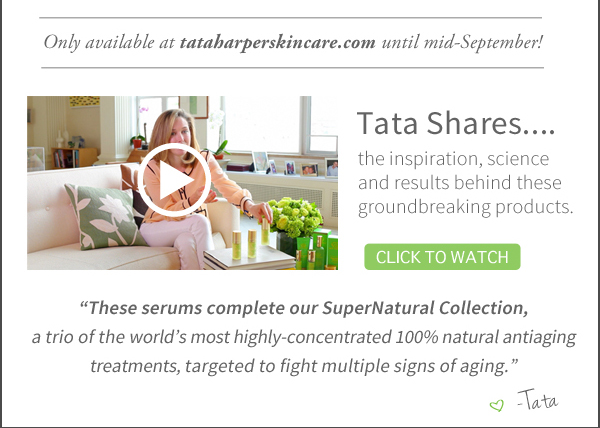 Only available at tataharperskincare.com until mid-September!
Tata Shares....
the inspiration, science
and results behind these
groundbreaking products.
CLICK TO WATCH
“These serums complete our SuperNatural Collection,
a trio of the world’s most highly-concentrated 100% natural antiaging
treatments, targeted to fight multiple signs of aging.”
-Tata